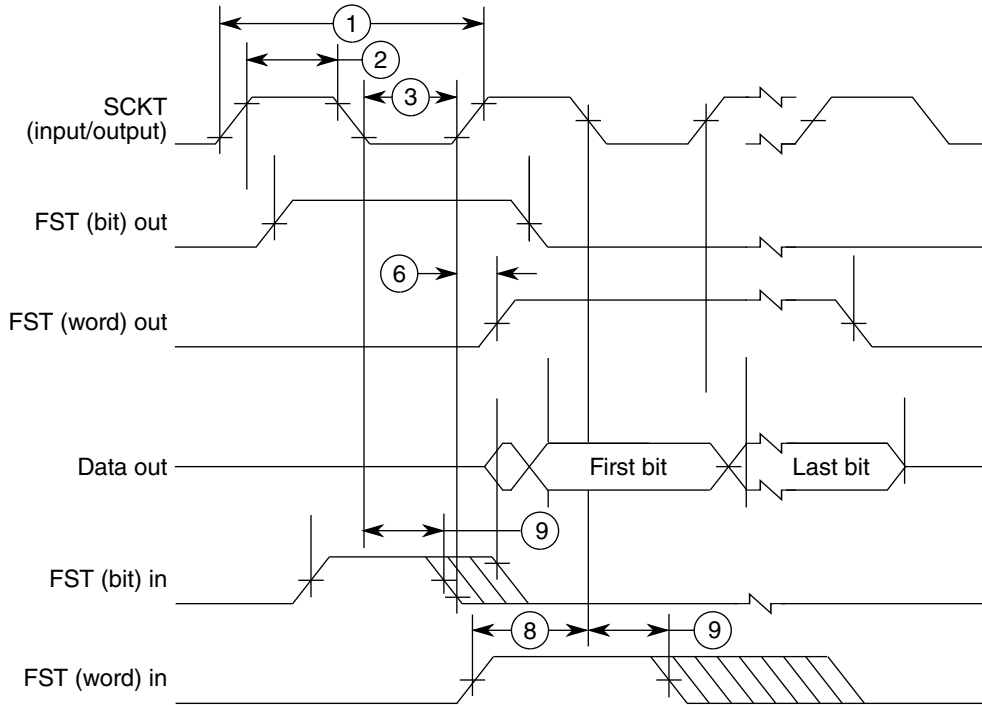 1
2
3
SCKT
(input/output)
FST (bit) out
6
FST (word) out
Data out
First bit
Last bit
9
FST (bit) in
8
9
FST (word) in